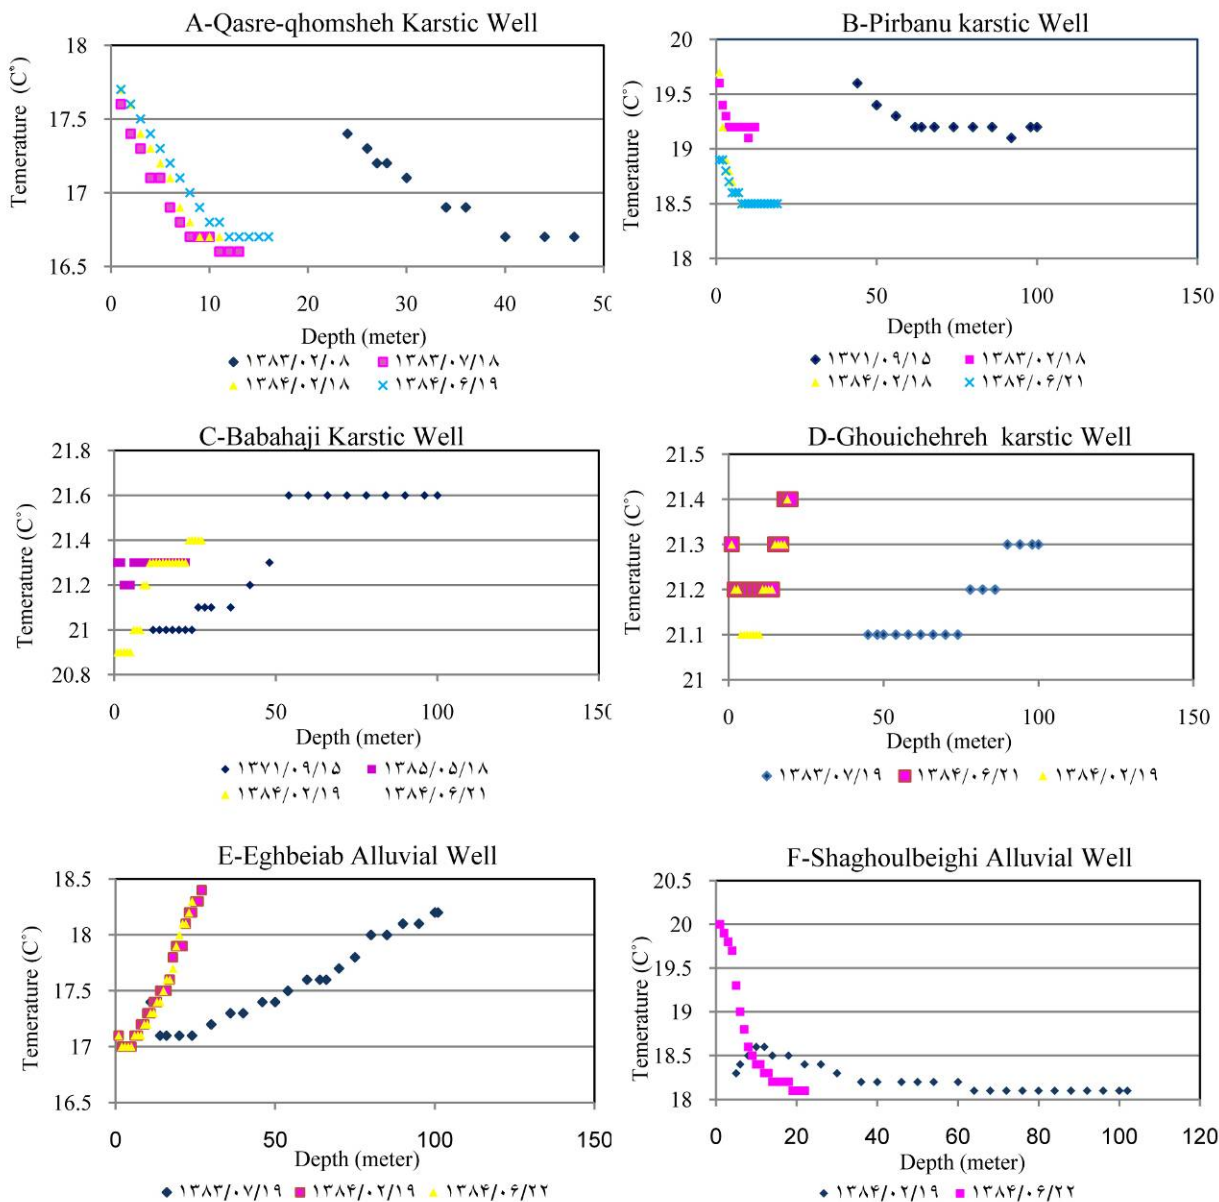 A-Qasre-qhomsheh Karstic Well
Temerature (C°)
18
17.5
17
16.5
0 10 20 30 40 50
Depth (meter)
۱۳۸۳/۰۲/۰۸ ۱۳۸۳/۰۷/۱۸
۱۳۸۴/۰۲/۱۸ ۱۳۸۴/۰۶/۱۹
B-Pirbanu karstic Well
Temerature (C°)
20
19.5
19
18.5
18
0 50 100 150
Depth (meter)
۱۳۷۱/۰۹/۱۵ ۱۳۸۳/۰۲/۱۸
۱۳۸۴/۰۲/۱۸ ۱۳۸۴/۰۶/۲۱
C-Babahaji Karstic Well
Temerature (C°)
21.8
21.6
21.4
21.2
21
20.8
0 50 100 150
Depth (meter)
۱۳۷۱/۰۹/۱۵ ۱۳۸۵/۰۵/۱۸
۱۳۸۴/۰۲/۱۹ ۱۳۸۴/۰۶/۲۱
D-Ghouichehreh karstic Well
Temerature (C°)
21.5
21.4
21.3
21.2
21.1
21
0 50 100 150
Depth (meter)
۱۳۸۳/۰۷/۱۹ ۱۳۸۴/۰۶/۲۱ ۱۳۸۴/۰۲/۱۹
E-Eghbeiab Alluvial Well
Temerature (C°)
18.5
18
17.5
17
16.5
0 50 100 150
Depth (meter)
۱۳۸۳/۰۷/۱۹ ۱۳۸۴/۰۲/۱۹ ۱۳۸۴/۰۶/۲۲
F-Shaghoulbeighi Alluvial Well
Temerature (C°)
20.5
20
19.5
19
18.5
18
0 20 40 60 80 100 120
Depth (meter)
۱۳۸۴/۰۲/۱۹ ۱۳۸۴/۰۶/۲۲